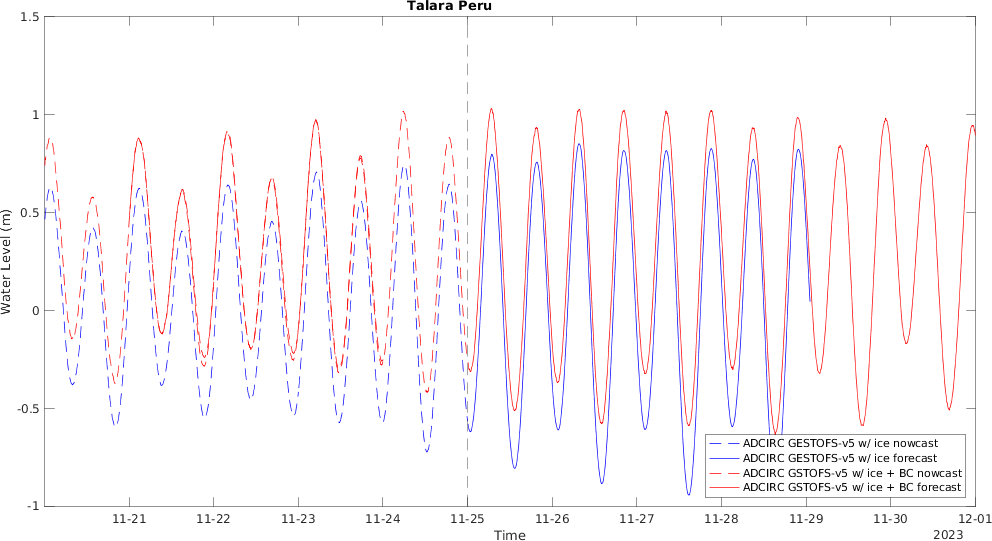 Talara Peru
1.5
1
0.5
0
-0.5
-1
Water Level (m)
ADCIRC GESTOFS-v5 w/ ice nowcast
ADCIRC GESTOFS-v5 w/ ice forecast
ADCIRC GSTOFS-v5 w/ ice + BC nowcast
ADCIRC GSTOFS-v5 w/ ice + BC forecast
11-21 11-22 11-23 11-24 11-25 11-26 11-27 11-28 11-29 11-30 12-01
Time
2023